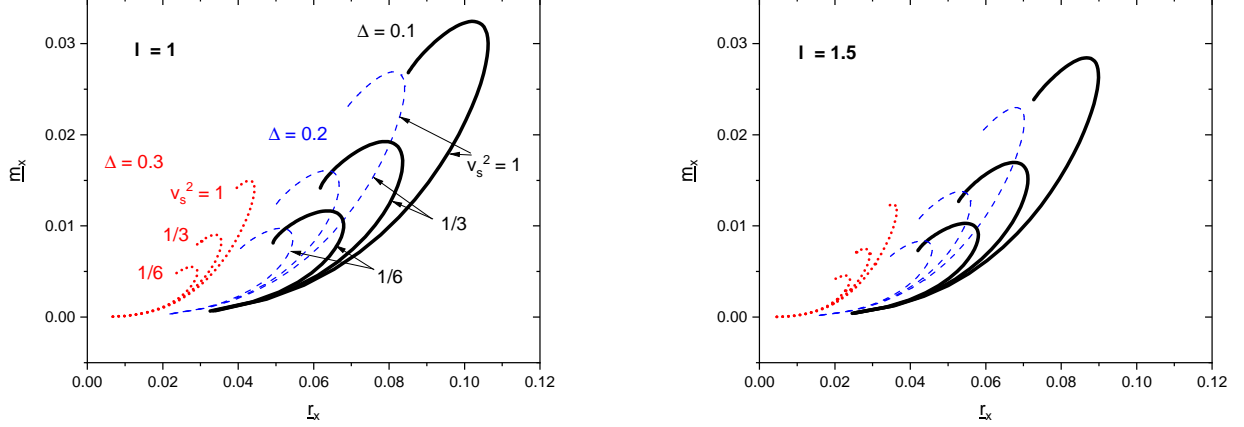 I = 1
Δ = 0.1
Δ = 0.2
Δ = 0.3
v_s^2 = 1
v_s^2 = 1
1/3
1/3
1/6
1/6
0.03
0.02
0.01
0.00
m_x
0.00 0.02 0.04 0.06 0.08 0.10 0.12
r_x
I = 1.5
0.03
0.02
0.01
0.00
m_x
0.00 0.02 0.04 0.06 0.08 0.10 0.12
r_x